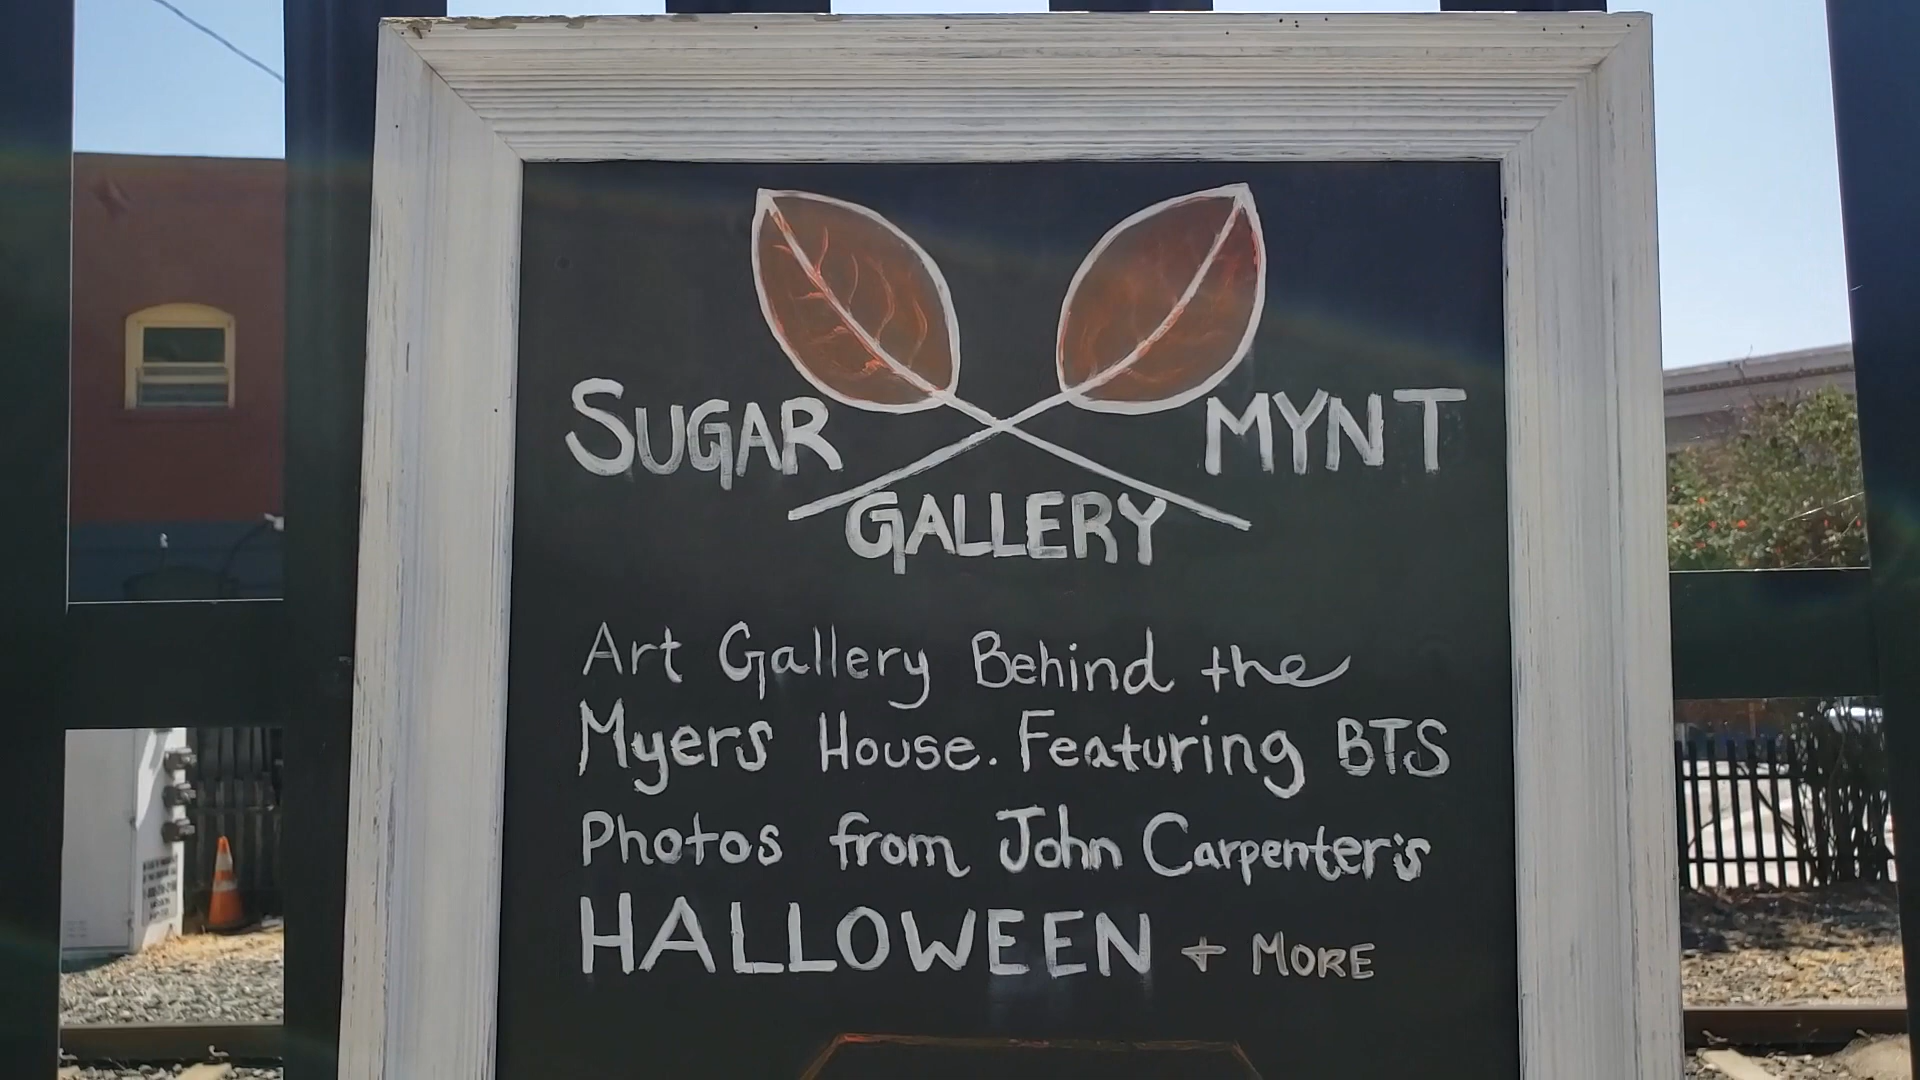 SUGAR MYNT
GALLERY
Art Gallery Behind the
Myers House. Featuring BTS
Photos from John Carpenter's
HALLOWEEN + MORE